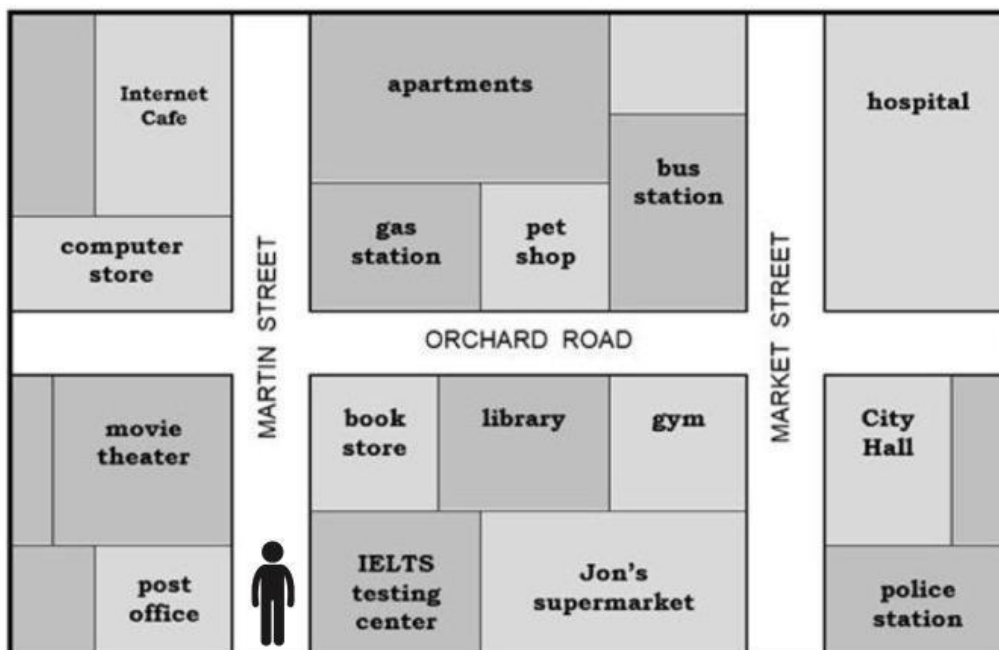 Internet
Cafe
apartments
hospital
bus
station
gas
station
pet
shop
computer
store
MARTIN STREET
ORCHARD ROAD
MARKET STREET
movie
theater
book
store
library
gym
City
Hall
post
office
IELTS
testing
center
Jon's
supermarket
police
station